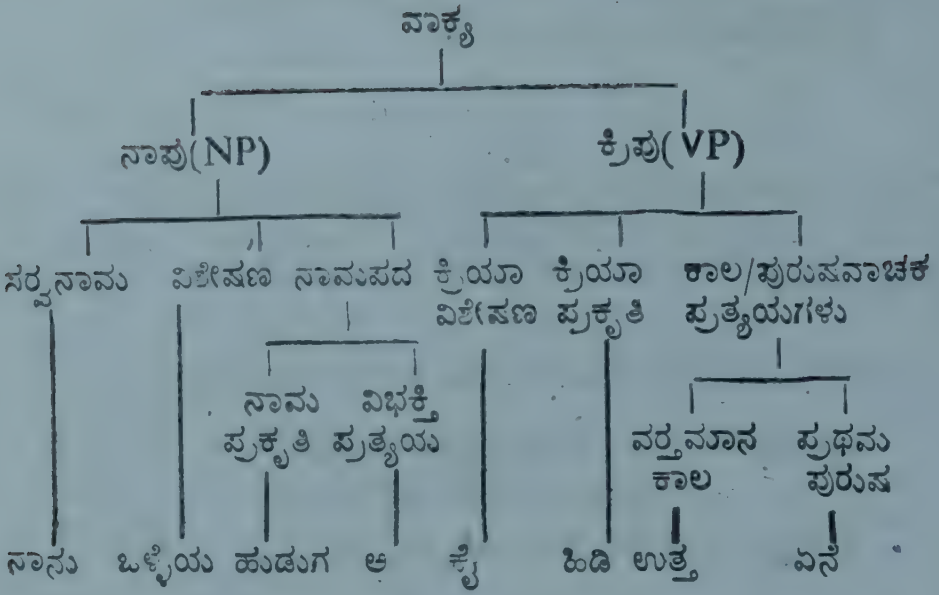 ವಾಕ್ಯ
ನಾಪು(NP) ಕ್ರಿಪು(VP)
ಸರ್ವನಾಮ ವಿಶೇಷಣ ನಾಮಪದ ಕ್ರಿಯಾ ಕ್ರಿಯಾ ಕಾಲ/ಪುರುಷವಾಚಕ
ವಿಶೇಷಣ ಪ್ರಕೃತಿ ಪ್ರತ್ಯಯಗಳು
ನಾಮ ವಿಭಕ್ತಿ
ಪ್ರಕೃತಿ ಪ್ರತ್ಯಯ
ವರ್ತಮಾನ ಪ್ರಥಮ
ಕಾಲ ಪುರುಷ
ನಾನು ಒಳ್ಳೆಯ ಹುಡುಗ ಅ ಕೈ ಹಿಡಿ ಉತ್ತ ಏನೆ